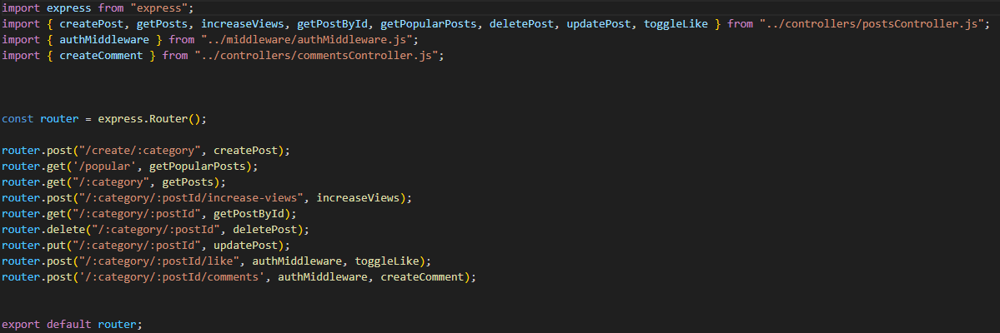 import express from "express";
import { createPost, getPosts, increaseViews, getPostById, getPopularPosts, deletePost, updatePost, toggleLike } from "../controllers/postsController.js";
import { authMiddleware } from "../middleware/authMiddleware.js";
import { createComment } from "../controllers/commentsController.js";
const router = express.Router();
router.post("/create/:category", createPost);
router.get('/popular', getPopularPosts);
router.get("/:category", getPosts);
router.post("/:category/:postId/increase-views", increaseViews);
router.get("/:category/:postId", getPostById);
router.delete("/:category/:postId", deletePost);
router.put("/:category/:postId", updatePost);
router.post("/:category/:postId/like", authMiddleware, toggleLike);
router.post('/:category/:postId/comments', authMiddleware, createComment);
export default router;